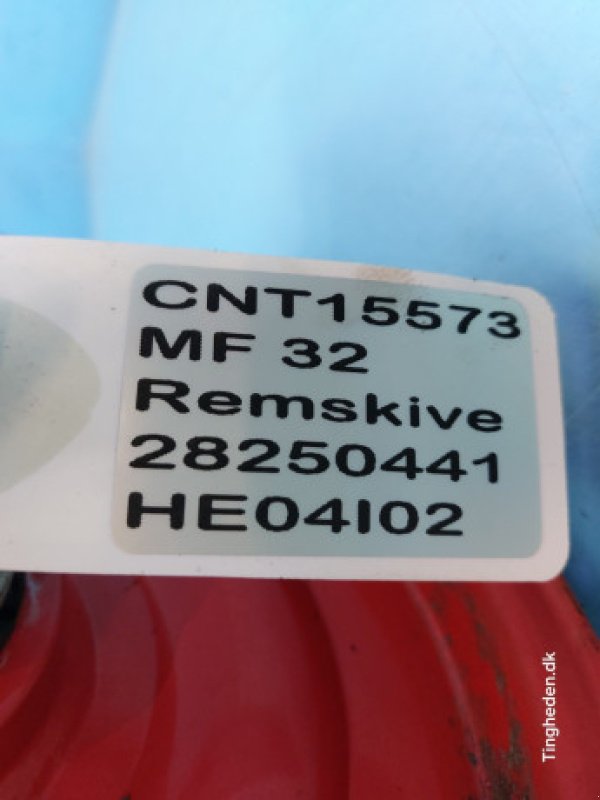 CNT15573
MF 32
Remskive
28250441
HE04I02
Tingheden.dk